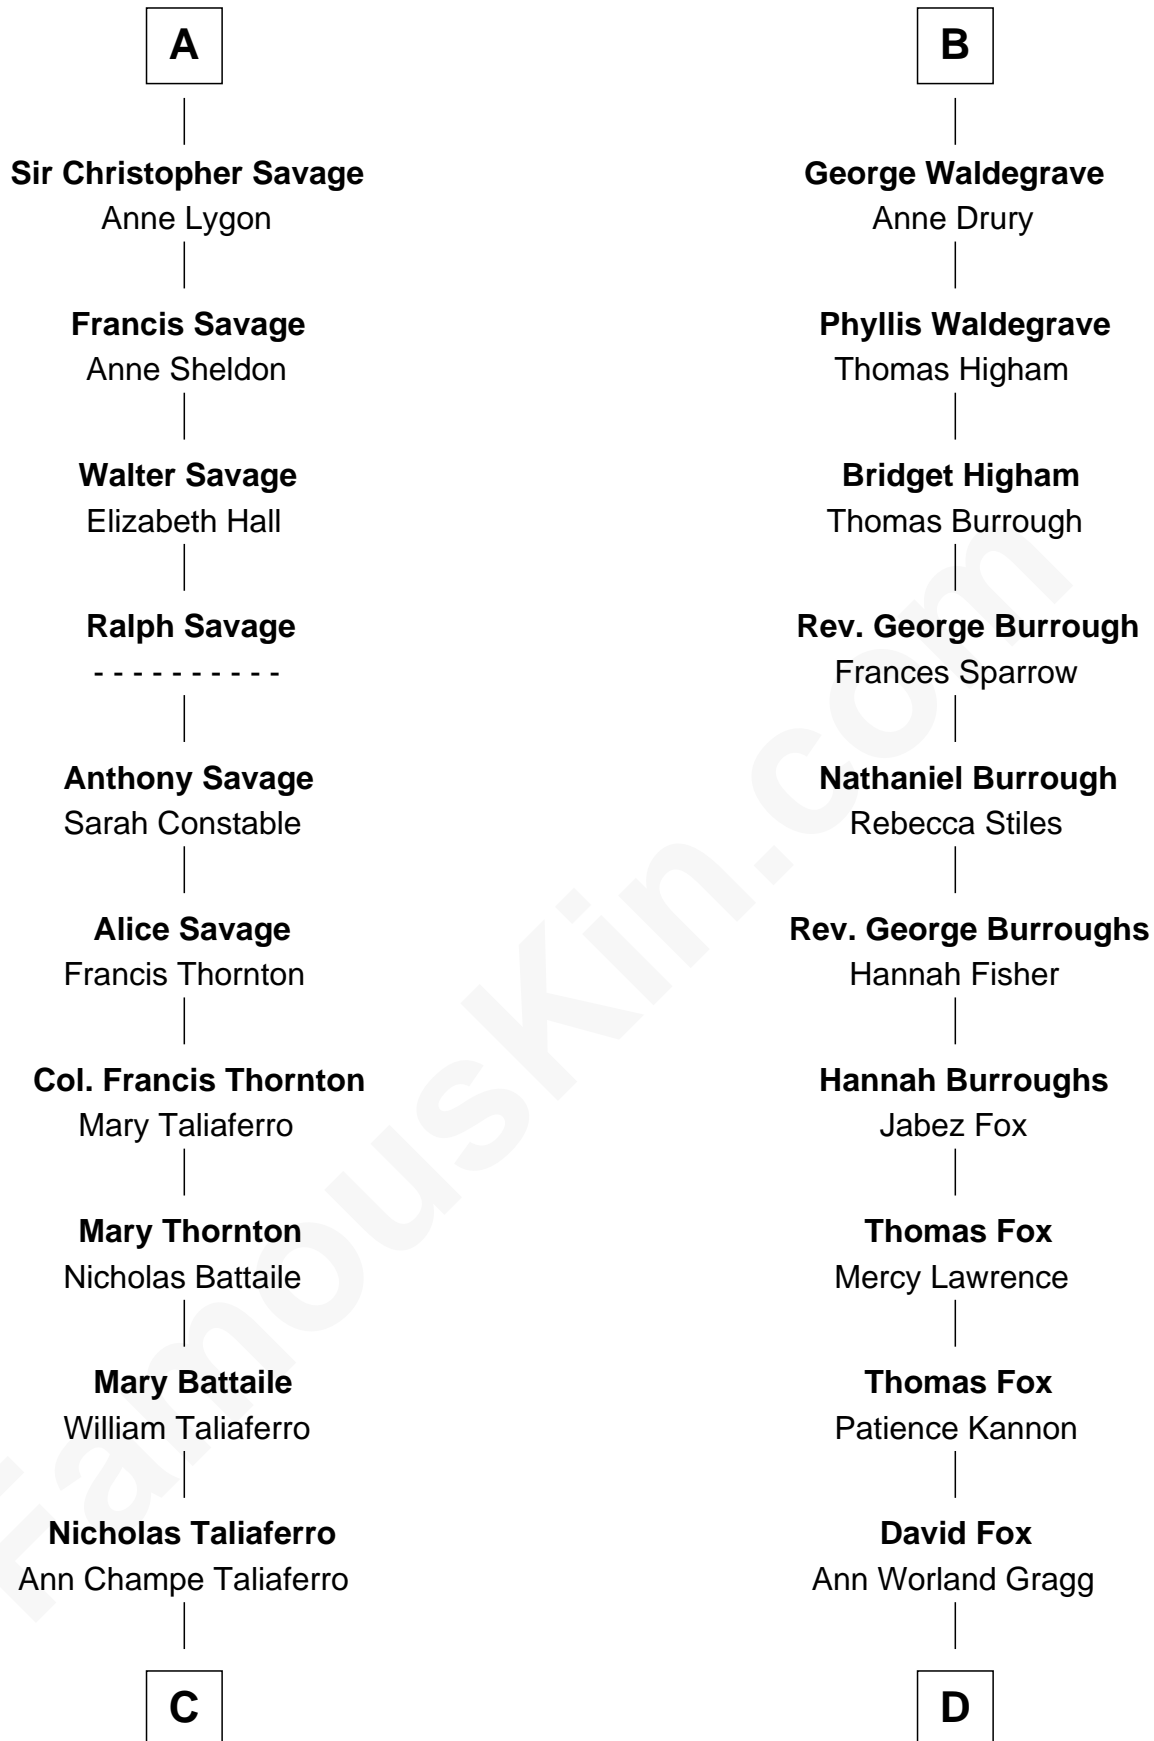 A
Sir Christopher Savage
Anne Lygon
Francis Savage
Anne Sheldon
Walter Savage
Elizabeth Hall
Ralph Savage
- - - - - - - - - -
Anthony Savage
Sarah Constable
Alice Savage
Francis Thornton
Col. Francis Thornton
Mary Taliaferro
Mary Thornton
Nicholas Battaile
Mary Battaile
William Taliaferro
Nicholas Taliaferro
Ann Champe Taliaferro
C
B
George Waldegrave
Anne Drury
Phyllis Waldegrave
Thomas Higham
Bridget Higham
Thomas Burrough
Rev. George Burrough
Frances Sparrow
Nathaniel Burrough
Rebecca Stiles
Rev. George Burroughs
Hannah Fisher
Hannah Burroughs
Jabez Fox
Thomas Fox
Mercy Lawrence
Thomas Fox
Patience Kannon
David Fox
Ann Worland Gragg
D
FamousKin.com